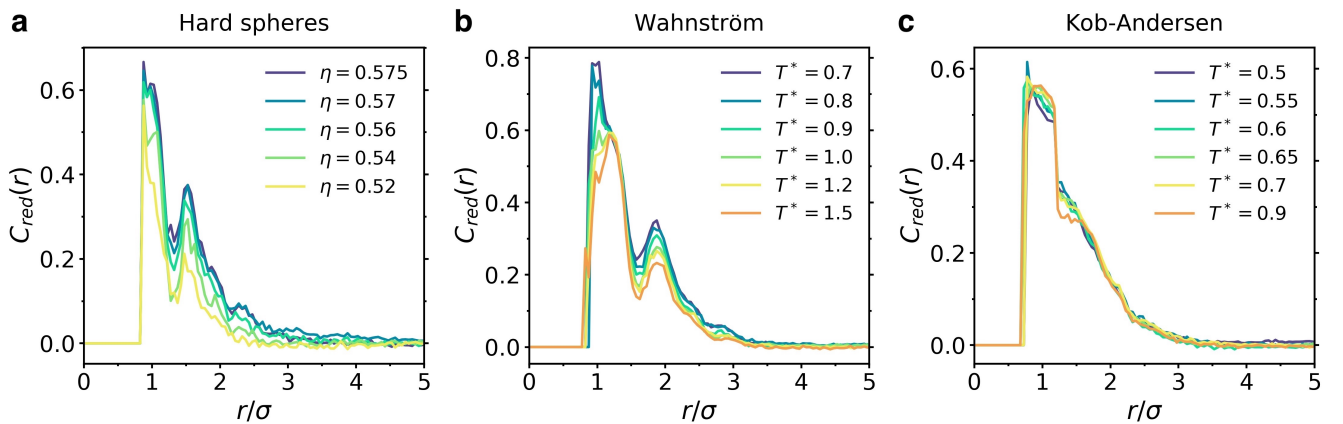 a Hard spheres
C_red(r)
0.6
0.4
0.2
0.0
0 1 2 3 4 5
r/σ
η = 0.575
η = 0.57
η = 0.56
η = 0.54
η = 0.52
b Wahnström
C_red(r)
0.8
0.6
0.4
0.2
0.0
0 1 2 3 4 5
r/σ
T* = 0.7
T* = 0.8
T* = 0.9
T* = 1.0
T* = 1.2
T* = 1.5
c Kob-Andersen
C_red(r)
0.6
0.4
0.2
0.0
0 1 2 3 4 5
r/σ
T* = 0.5
T* = 0.55
T* = 0.6
T* = 0.65
T* = 0.7
T* = 0.9